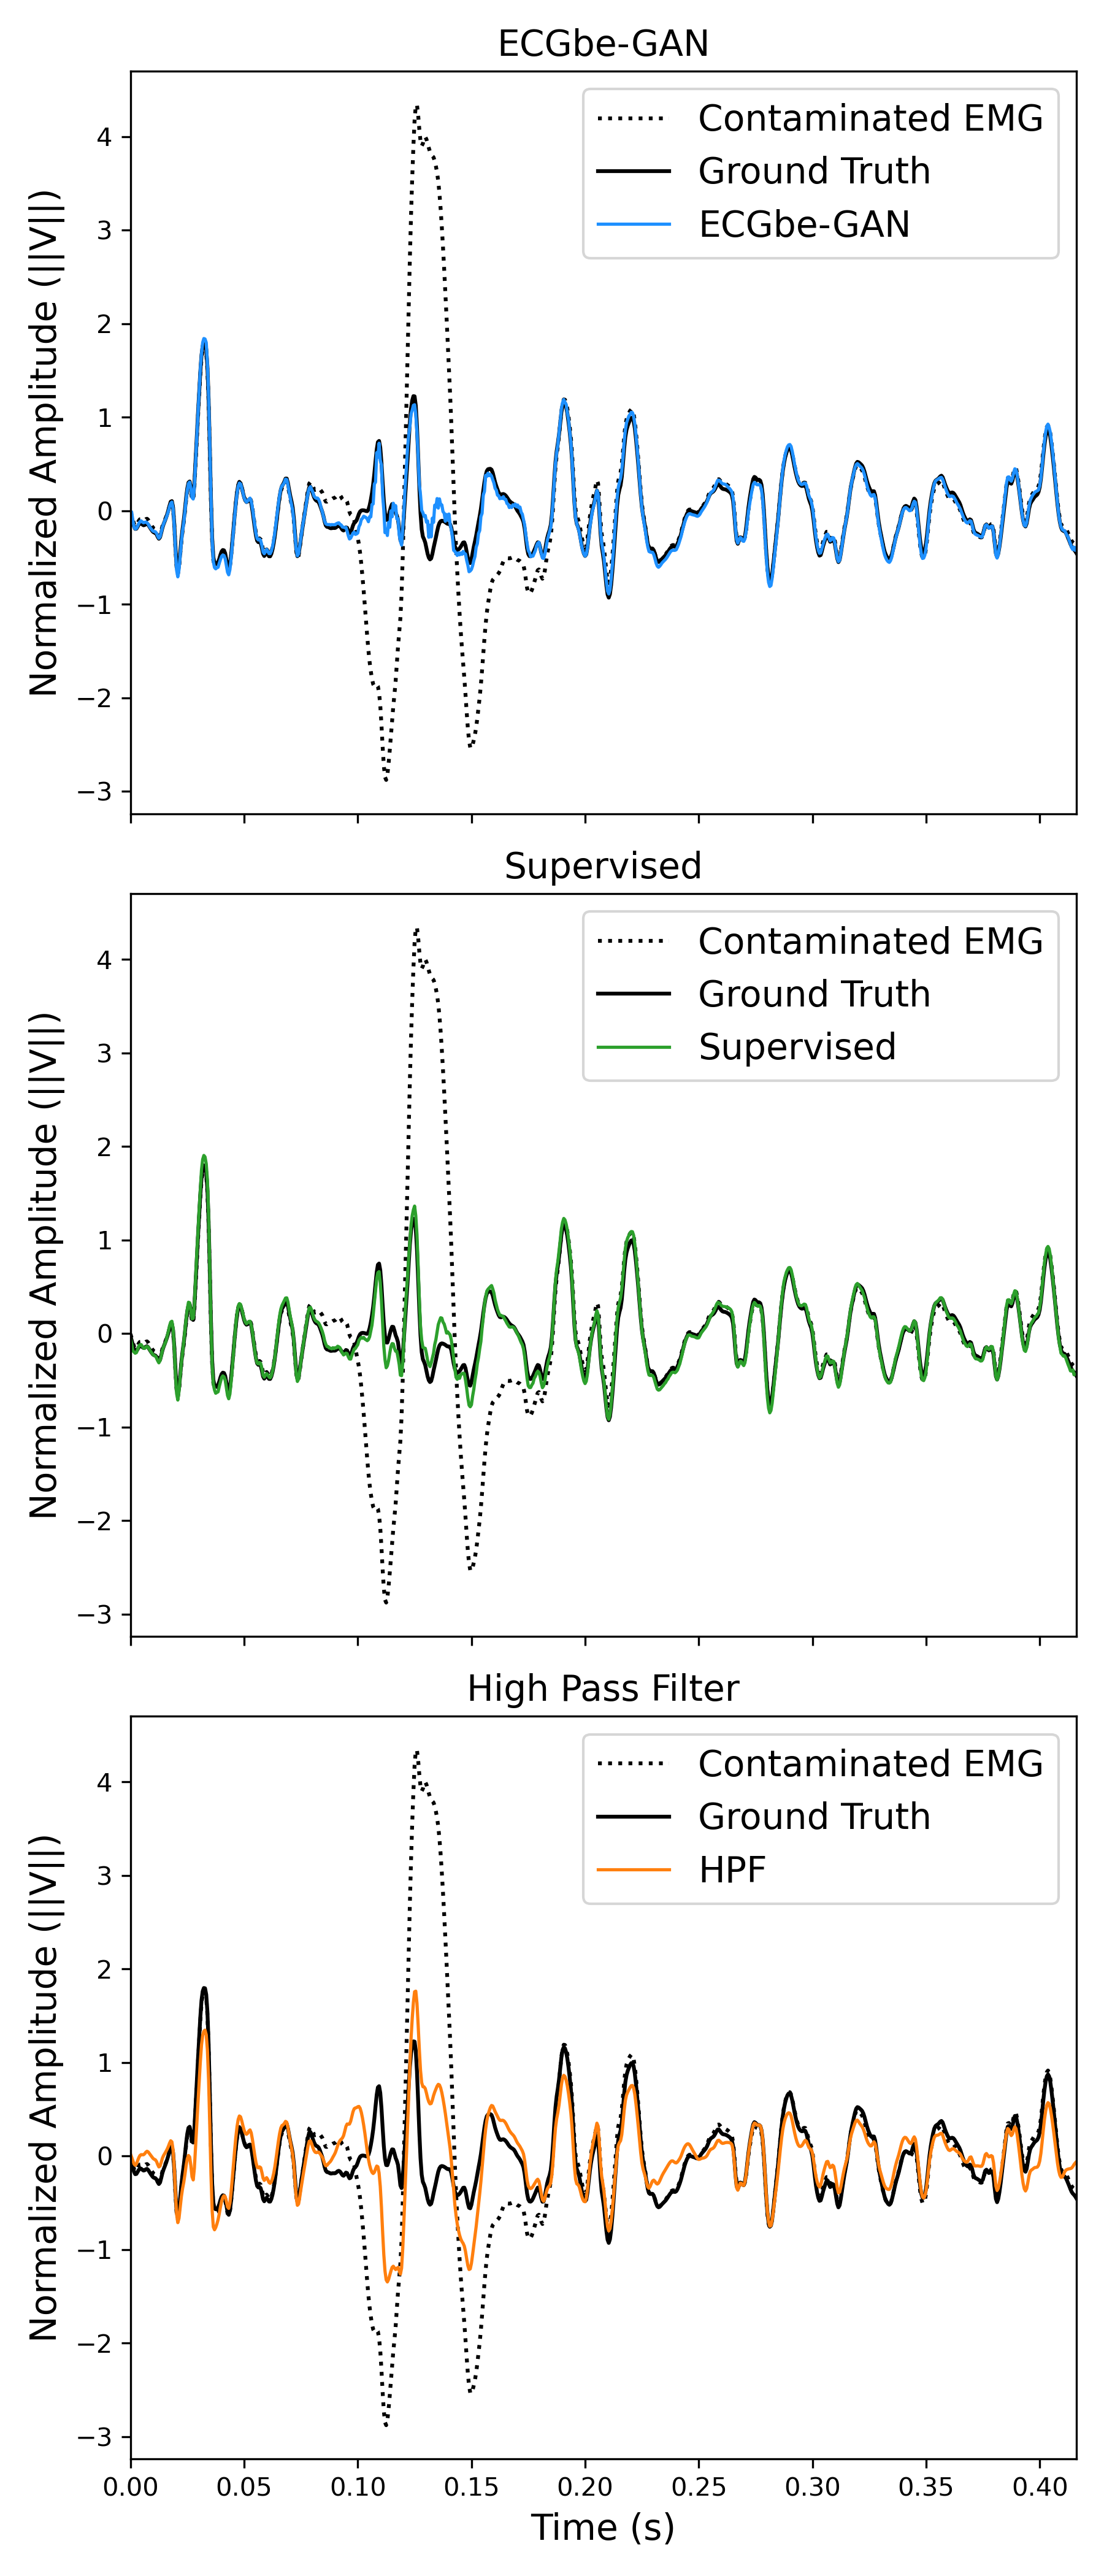 ECGbe-GAN
Normalized Amplitude (||V||)
4
3
2
1
0
−1
−2
−3
Contaminated EMG
Ground Truth
ECGbe-GAN
Supervised
Normalized Amplitude (||V||)
4
3
2
1
0
−1
−2
−3
Contaminated EMG
Ground Truth
Supervised
High Pass Filter
Normalized Amplitude (||V||)
4
3
2
1
0
−1
−2
−3
Contaminated EMG
Ground Truth
HPF
0.00 0.05 0.10 0.15 0.20 0.25 0.30 0.35 0.40
Time (s)